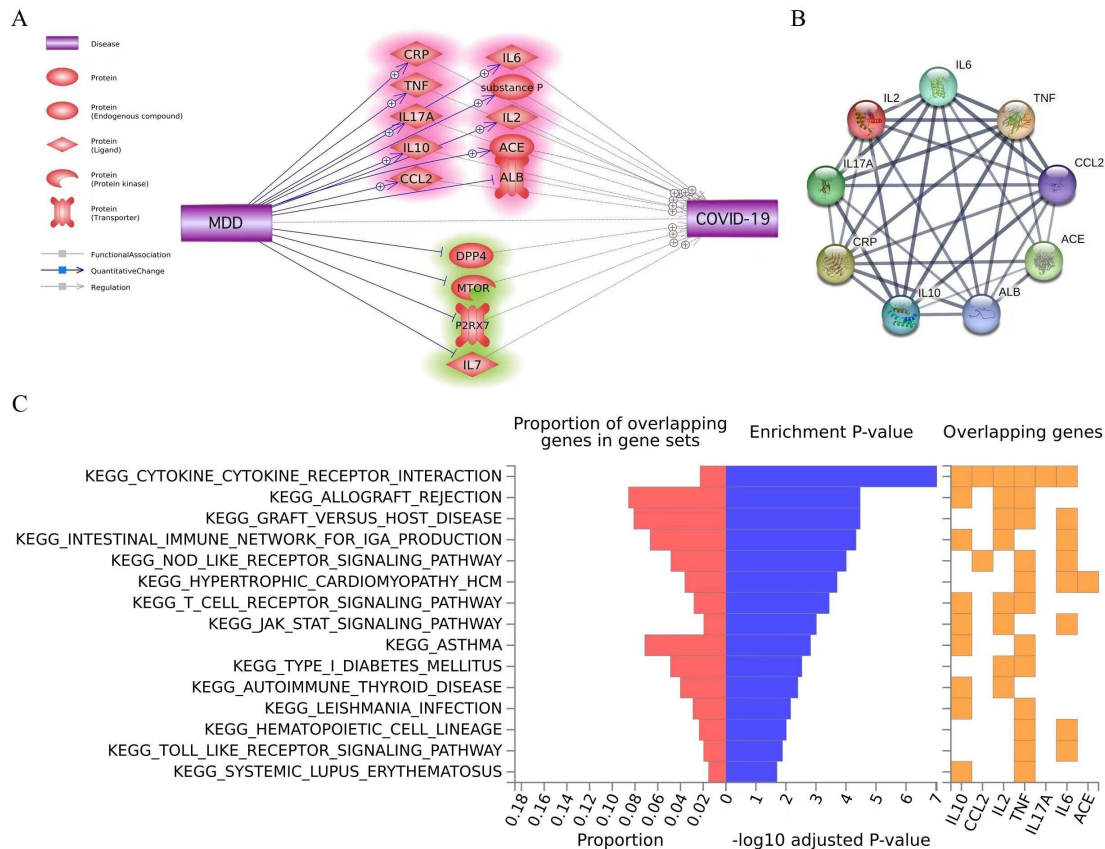 A
Disease
Protein
Protein
(Endogenous compound)
Protein
(Ligand)
Protein
(Protein kinase)
Protein
(Transporter)
FunctionalAssociation
QuantitativeChange
Regulation
MDD
CRP
TNF
IL17A
IL10
CCL2
IL6
substance P
IL2
ACE
ALB
DPP4
MTOR
P2RX7
IL7
COVID-19
B
IL6
IL2
TNF
IL17A
CCL2
CRP
ACE
IL10
ALB
C
Proportion of overlapping
genes in gene sets
Enrichment P-value
Overlapping genes
KEGG_CYTOKINE_CYTOKINE_RECEPTOR_INTERACTION
KEGG_ALLOGRAFT_REJECTION
KEGG_GRAFT_VERSUS_HOST_DISEASE
KEGG_INTESTINAL_IMMUNE_NETWORK_FOR_IGA_PRODUCTION
KEGG_NOD_LIKE_RECEPTOR_SIGNALING_PATHWAY
KEGG_HYPERTROPHIC_CARDIOMYOPATHY_HCM
KEGG_T_CELL_RECEPTOR_SIGNALING_PATHWAY
KEGG_JAK_STAT_SIGNALING_PATHWAY
KEGG_ASTHMA
KEGG_TYPE_I_DIABETES_MELLITUS
KEGG_AUTOIMMUNE_THYROID_DISEASE
KEGG_LEISHMANIA_INFECTION
KEGG_HEMATOPOIETIC_CELL_LINEAGE
KEGG_TOLL_LIKE_RECEPTOR_SIGNALING_PATHWAY
KEGG_SYSTEMIC_LUPUS_ERYTHEMATOSUS
0.18 0.16 0.14 0.12 0.10 0.08 0.06 0.04 0.02 0 1 2 3 4 5 6 7
IL10 CCL2 IL2 TNF IL17A IL6 ACE
Proportion
-log10 adjusted P-value